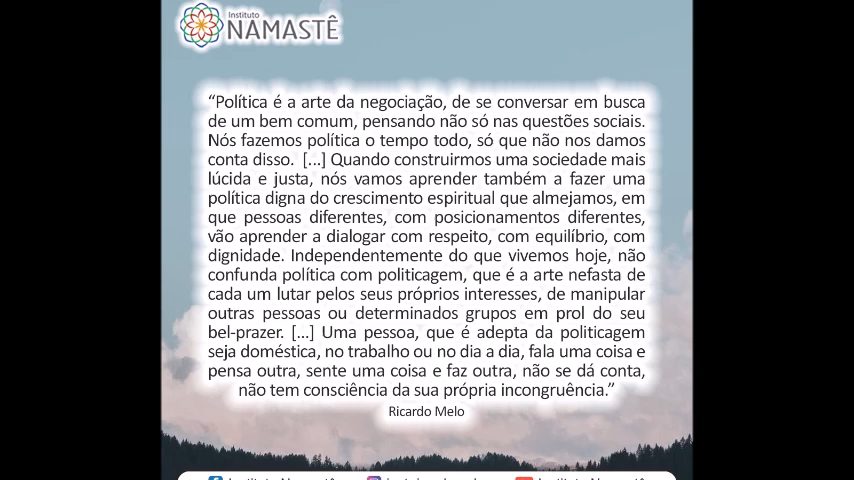 Instituto
NAMASTÊ
“Política é a arte da negociação, de se conversar em busca
de um bem comum, pensando não só nas questões sociais.
Nós fazemos política o tempo todo, só que não nos damos
conta disso. [...] Quando construirmos uma sociedade mais
lúcida e justa, nós vamos aprender também a fazer uma
política digna do crescimento espiritual que almejamos, em
que pessoas diferentes, com posicionamentos diferentes,
vão aprender a dialogar com respeito, com equilíbrio, com
dignidade. Independentemente do que vivemos hoje, não
confunda política com politicagem, que é a arte nefasta de
cada um lutar pelos seus próprios interesses, de manipular
outras pessoas ou determinados grupos em prol do seu
bel-prazer. [...] Uma pessoa, que é adepta da politicagem
seja doméstica, no trabalho ou no dia a dia, fala uma coisa e
pensa outra, sente uma coisa e faz outra, não se dá conta,
não tem consciência da sua própria incongruência.”
Ricardo Melo